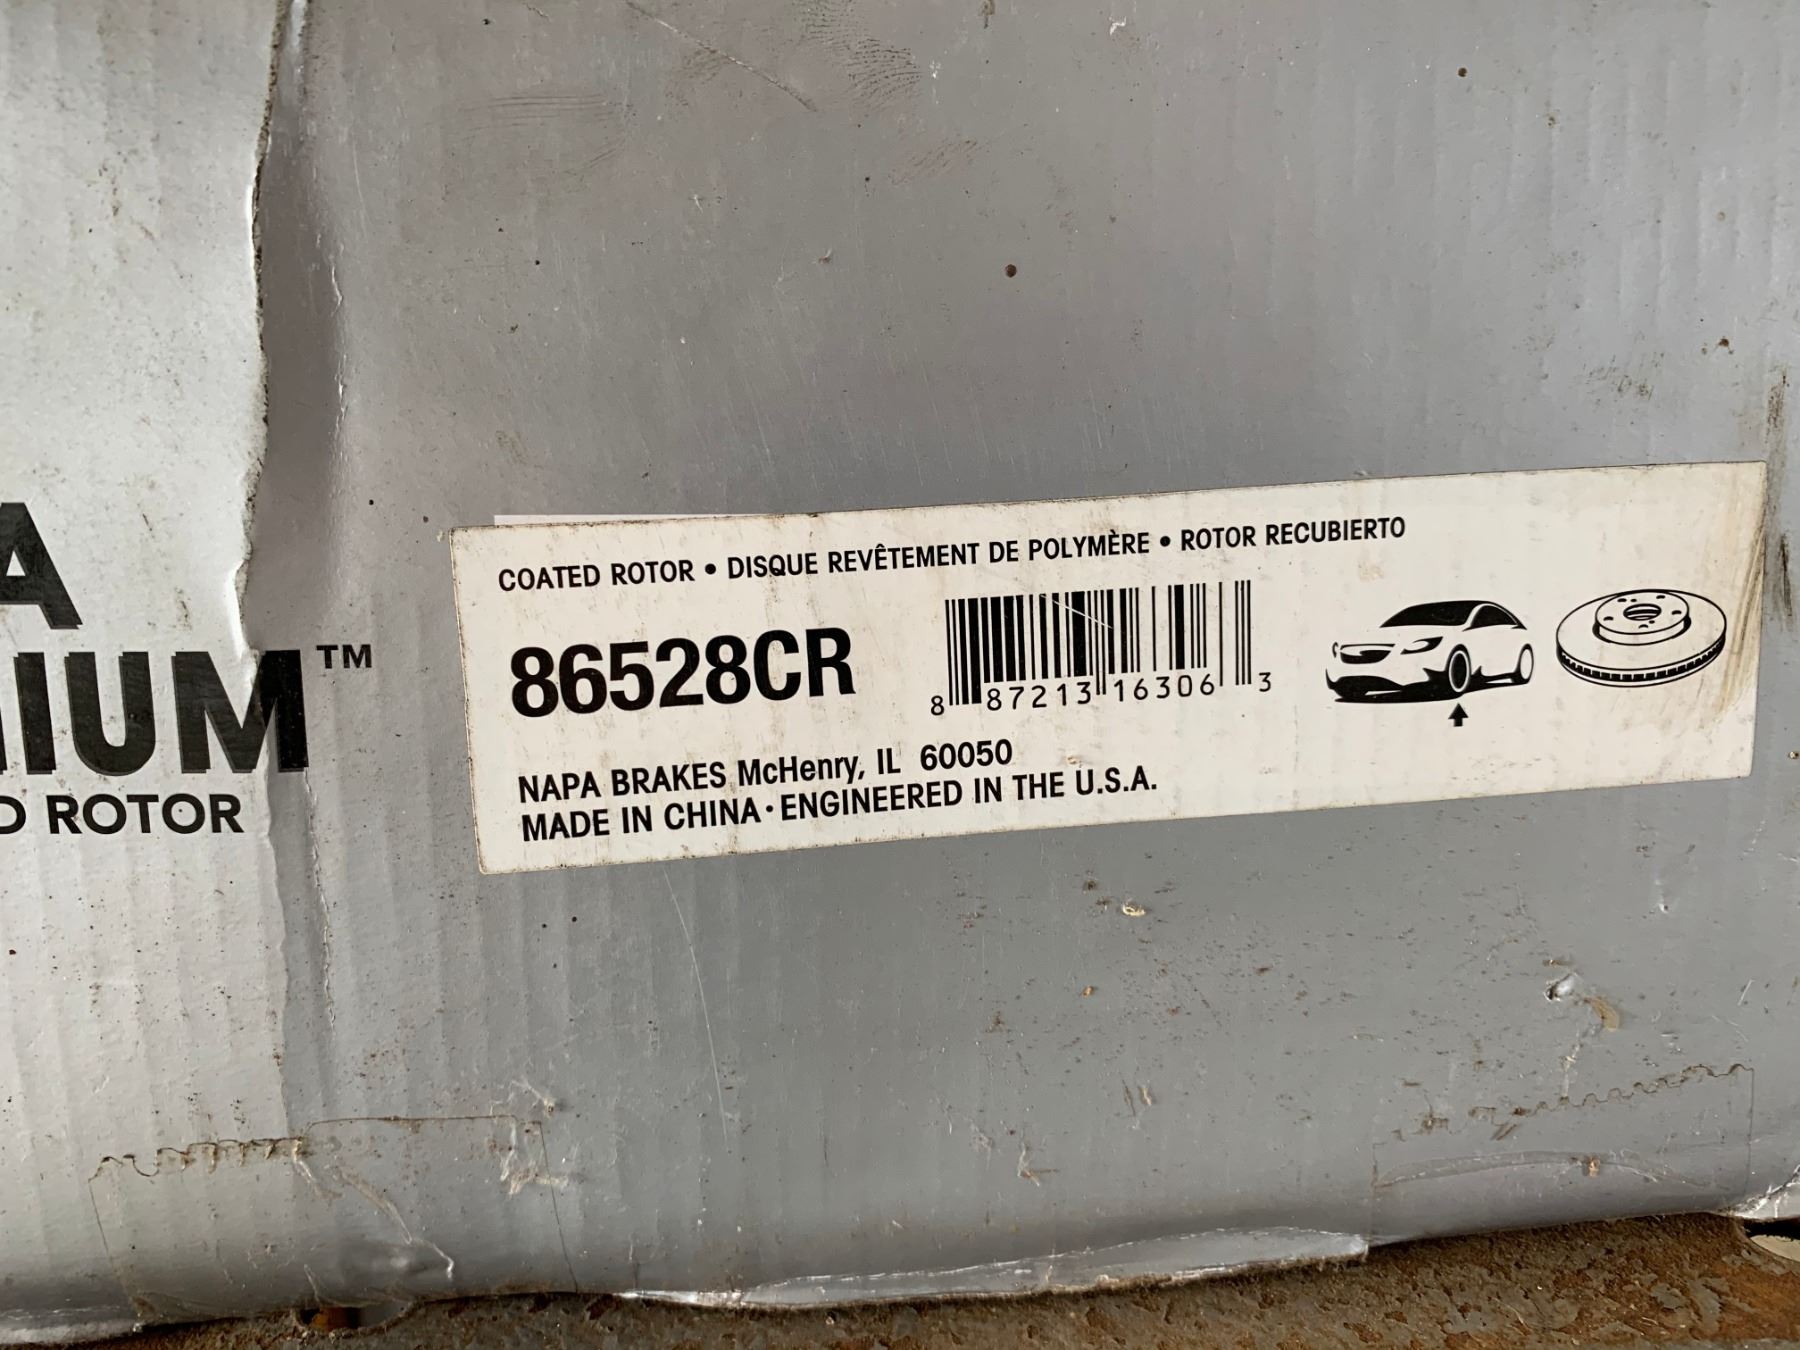 A
IUM™
D ROTOR
COATED ROTOR • DISQUE REVÊTEMENT DE POLYMÈRE • ROTOR RECUBIERTO
86528CR
8 87213 16306 3
NAPA BRAKES McHenry, IL 60050
MADE IN CHINA • ENGINEERED IN THE U.S.A.